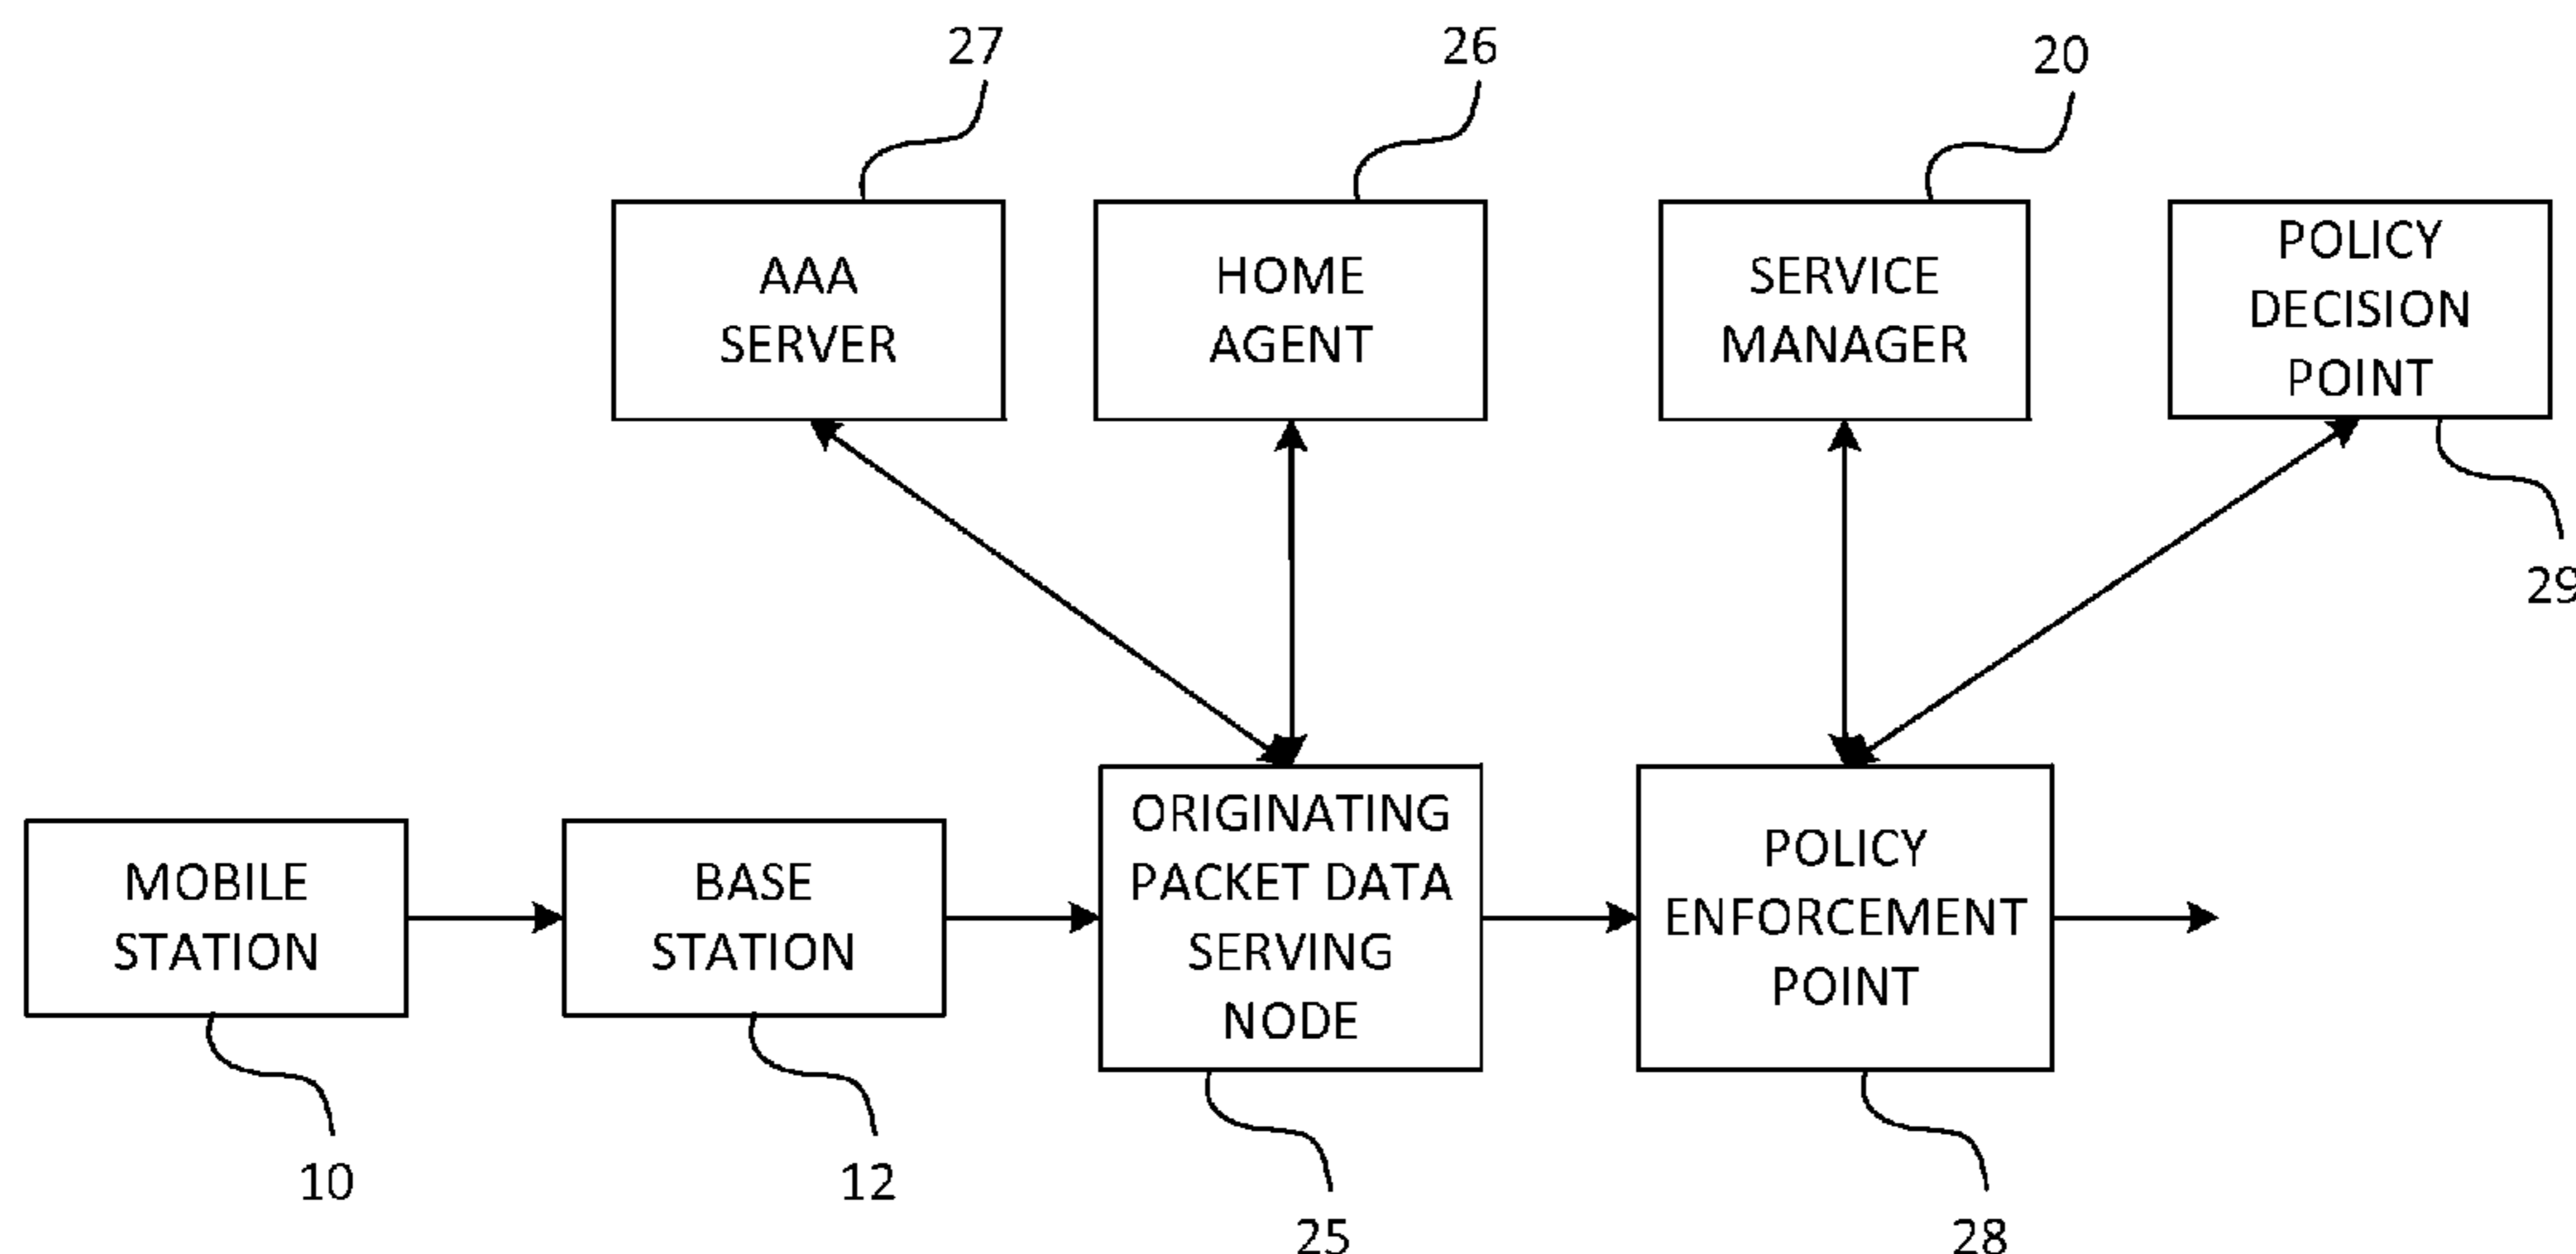 27
26
20
AAA
SERVER
HOME
AGENT
SERVICE
MANAGER
POLICY
DECISION
POINT
29
MOBILE
STATION
BASE
STATION
ORIGINATING
PACKET DATA
SERVING
NODE
POLICY
ENFORCEMENT
POINT
10
12
25
28